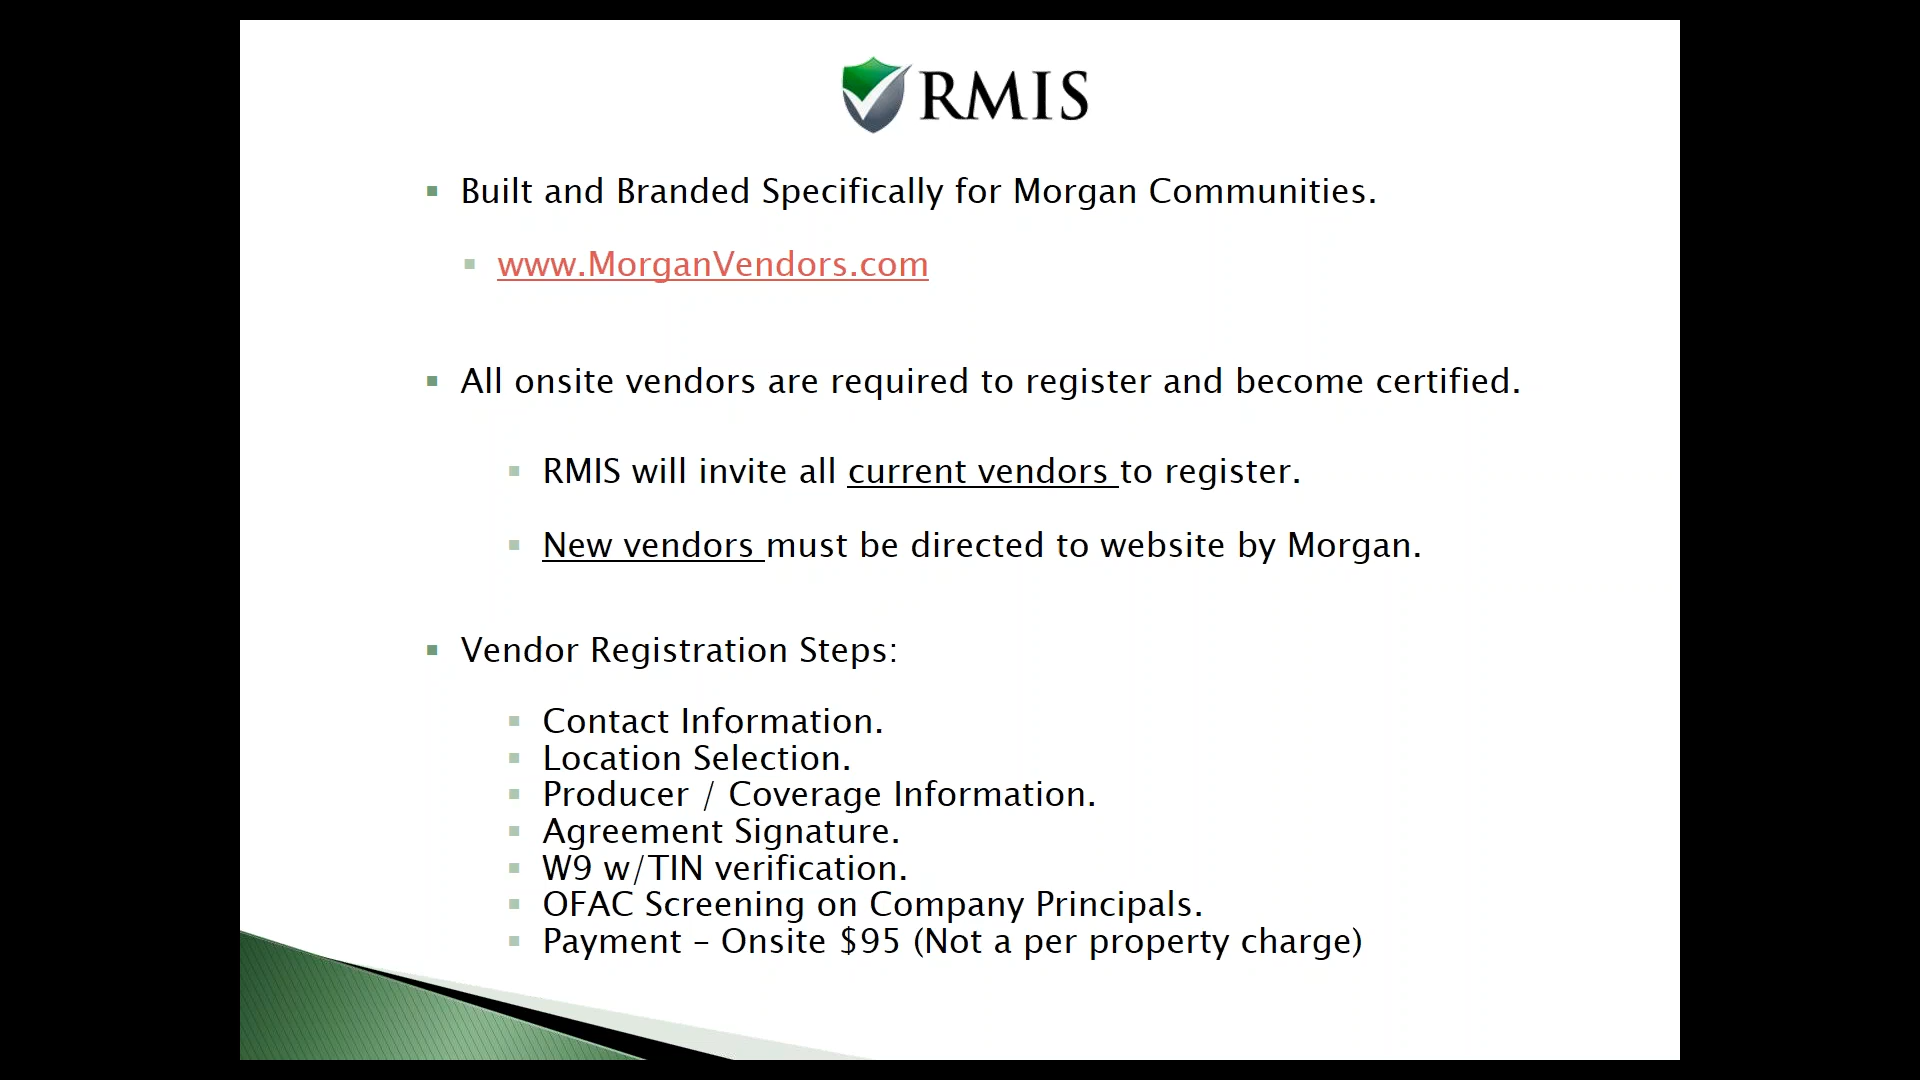 RMIS
Built and Branded Specifically for Morgan Communities.
www.MorganVendors.com
All onsite vendors are required to register and become certified.
RMIS will invite all current vendors to register.
New vendors must be directed to website by Morgan.
Vendor Registration Steps:
Contact Information.
Location Selection.
Producer / Coverage Information.
Agreement Signature.
W9 w/TIN verification.
OFAC Screening on Company Principals.
Payment – Onsite $95 (Not a per property charge)